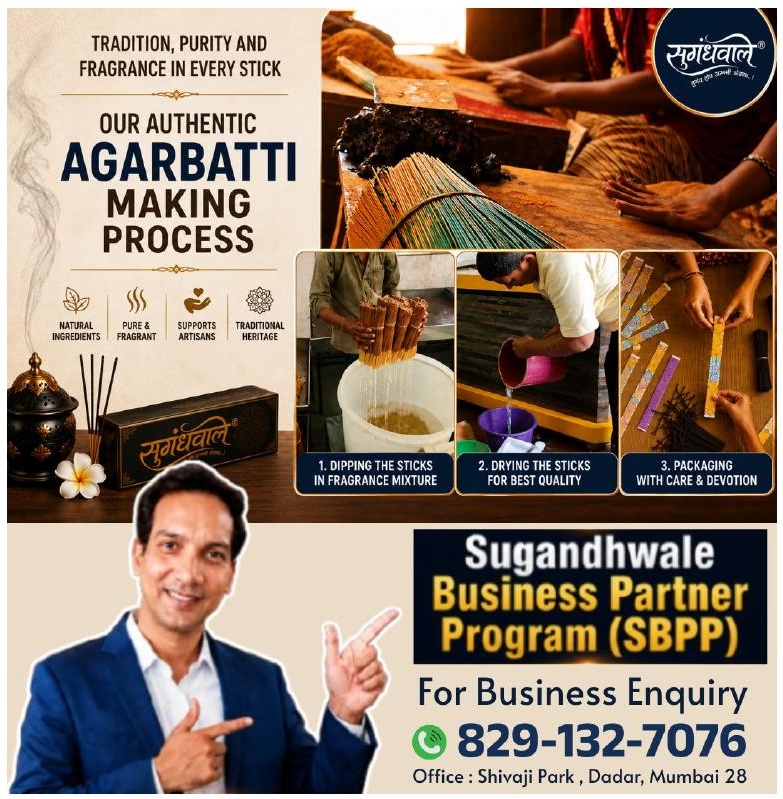 TRADITION, PURITY AND
FRAGRANCE IN EVERY STICK
OUR AUTHENTIC
AGARBATTI
MAKING
PROCESS
NATURAL
INGREDIENTS
PURE &
FRAGRANT
SUPPORTS
ARTISANS
TRADITIONAL
HERITAGE
सुगंधवाले®
सुगंधवाले®
1. DIPPING THE STICKS
IN FRAGRANCE MIXTURE
2. DRYING THE STICKS
FOR BEST QUALITY
3. PACKAGING
WITH CARE & DEVOTION
Sugandhwale
Business Partner
Program (SBPP)
For Business Enquiry
829-132-7076
Office : Shivaji Park , Dadar, Mumbai 28